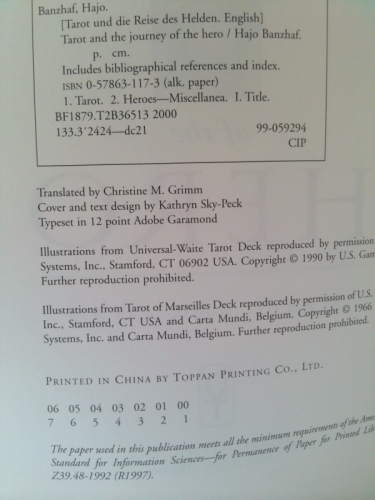 Banzhaf, Hajo.
[Tarot und die Reise des Helden. English]
Tarot and the journey of the hero / Hajo Banzhaf.
p. cm.
Includes bibliographical references and index.
ISBN 0-57863-117-3 (alk. paper)
1. Tarot. 2. Heroes—Miscellanea. I. Title.
BF1879.T2B36513 2000
133.3'2424—dc21 99-059294
CIP
Translated by Christine M. Grimm
Cover and text design by Kathryn Sky-Peck
Typeset in 12 point Adobe Garamond
Illustrations from Universal-Waite Tarot Deck reproduced by permission
Systems, Inc., Stamford, CT 06902 USA. Copyright © 1990 by U.S. Gam
Further reproduction prohibited.
Illustrations from Tarot of Marseilles Deck reproduced by permission of U.S.
Inc., Stamford, CT USA and Carta Mundi, Belgium. Copyright © 1966
Systems, Inc. and Carta Mundi, Belgium. Further reproduction prohibited.
PRINTED IN CHINA BY TOPPAN PRINTING CO., LTD.
06 05 04 03 02 01 00
7 6 5 4 3 2 1
The paper used in this publication meets all the minimum requirements of the Ame
Standard for Information Sciences—for Permanence of Paper for Printed Lib
Z39.48-1992 (R1997).